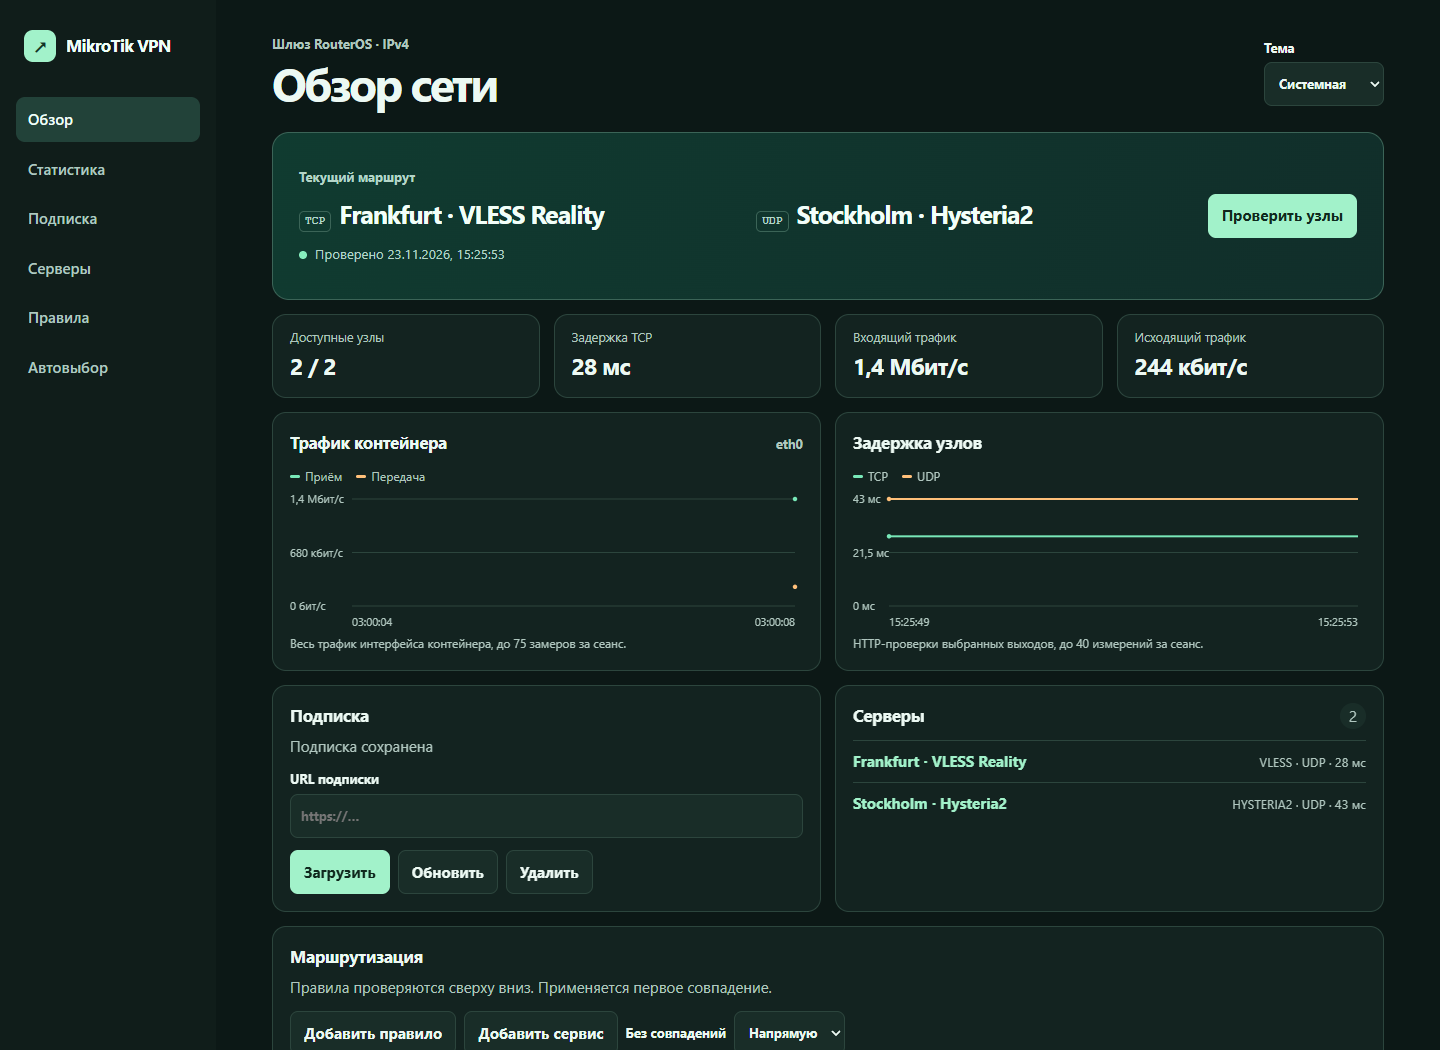 MikroTik VPN
Обзор
Статистика
Подписка
Серверы
Правила
Автовыбор
Шлюз RouterOS · IPv4
Обзор сети
Тема
Системная
Текущий маршрут
TCP Frankfurt · VLESS Reality
UDP Stockholm · Hysteria2
Проверено 23.11.2026, 15:25:53
Проверить узлы
Доступные узлы
2 / 2
Задержка TCP
28 мс
Входящий трафик
1,4 Мбит/с
Исходящий трафик
244 кбит/с
Трафик контейнера
eth0
Приём Передача
1,4 Мбит/с
680 кбит/с
0 бит/с
03:00:04 03:00:08
Весь трафик интерфейса контейнера, до 75 замеров за сеанс.
Задержка узлов
TCP UDP
43 мс
21,5 мс
0 мс
15:25:49 15:25:53
HTTP-проверки выбранных выходов, до 40 измерений за сеанс.
Подписка
Подписка сохранена
URL подписки
https://...
Загрузить Обновить Удалить
Серверы 2
Frankfurt · VLESS Reality VLESS · UDP · 28 мс
Stockholm · Hysteria2 HYSTERIA2 · UDP · 43 мс
Маршрутизация
Правила проверяются сверху вниз. Применяется первое совпадение.
Добавить правило Добавить сервис Без совпадений Напрямую